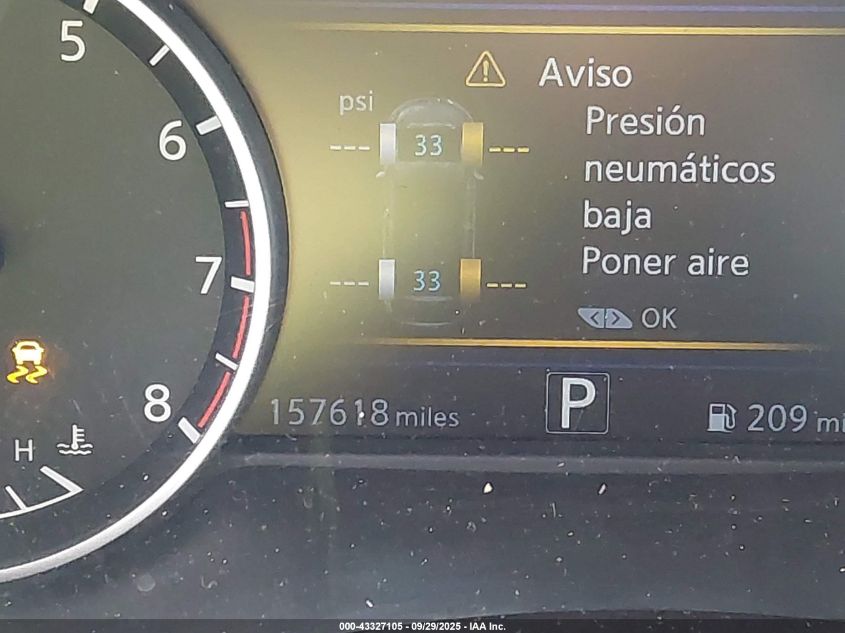 5
6
7
8
H
Aviso
psi
Presión
neumáticos
baja
Poner aire
--- 33 ---
--- 33 ---
<> OK
157618 miles
P
209 mi
000-43327105 - 09/29/2025 - IAA Inc.